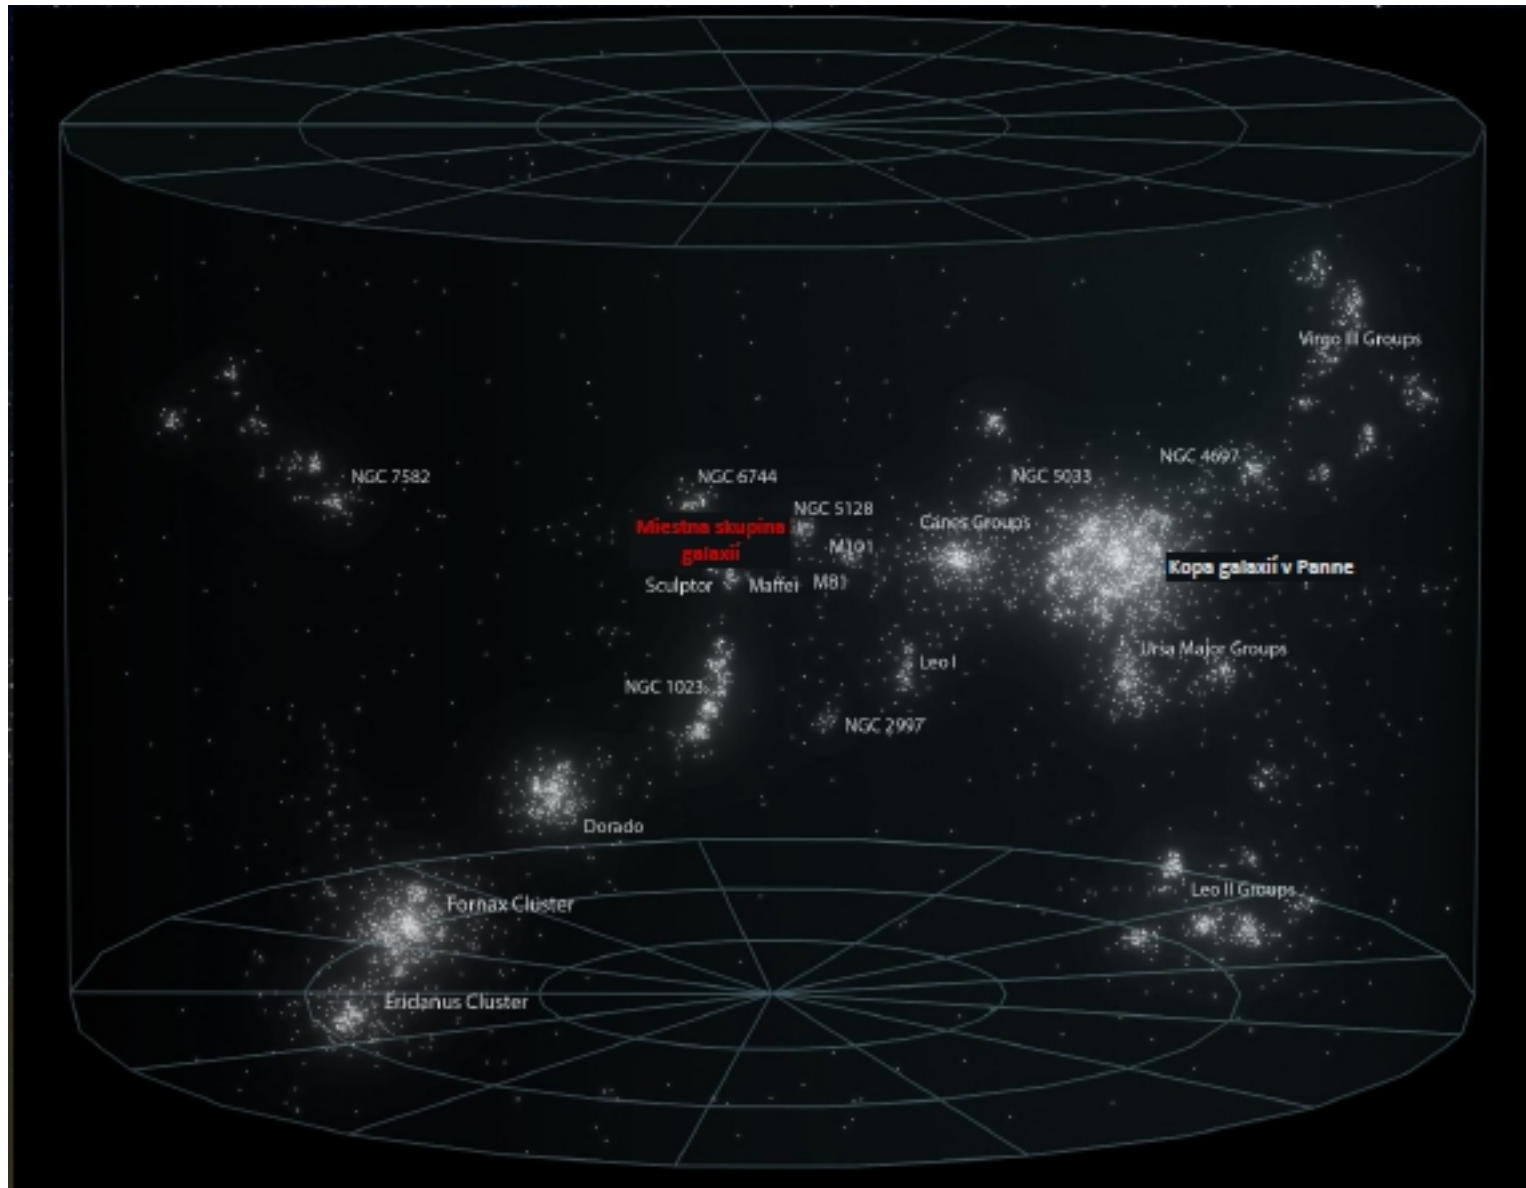 Virgo III Groups
NGC 7582
NGC 6744
NGC 5033
NGC 4697
NGC 5128
Miestna skupina
galaxií
Canes Groups
M101
Kopa galaxií v Panne
Sculptor
Maffei
M81
Ursa Major Groups
Leo I
NGC 1023
NGC 2997
Dorado
Leo II Groups
Fornax Cluster
Eridanus Cluster